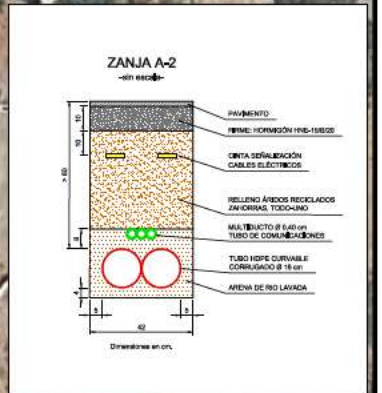 ZANJA A-2
-sin escala-
PAVIMENTO
10
FIRME: HORMIGÓN HNE-15/B/20
10
CINTA SEÑALIZACIÓN
CABLES ELÉCTRICOS
> 60
RELLENO ÁRIDOS RECICLADOS
ZAHORRAS, TODO-UNO
MULTIDUCTO Ø 0,40 cm
TUBO DE COMUNICACIONES
TUBO HDPE CURVABLE
CORRUGADO Ø 16 cm
4
ARENA DE RIO LAVADA
5
5
42
Dimensiones en cm.